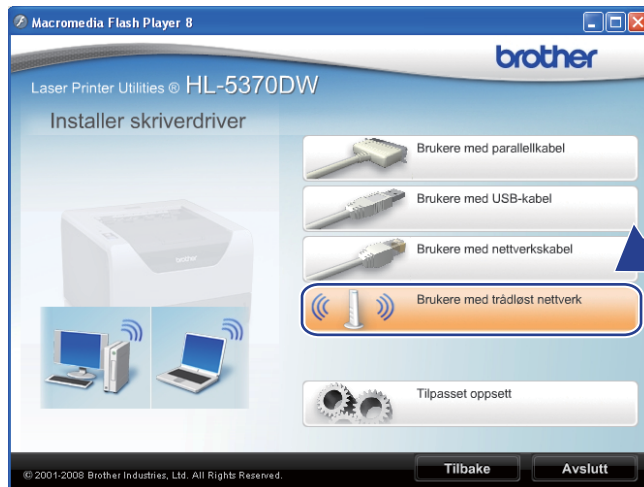 Macromedia Flash Player 8
brother
Laser Printer Utilities ® HL-5370DW
Installer skriverdriver
Brukere med parallellkabel
Brukere med USB-kabel
Brukere med nettverkskabel
Brukere med trådløst nettverk
Tilpasset oppsett
brother
© 2001-2008 Brother Industries, Ltd. All Rights Reserved.
Tilbake
Avslutt